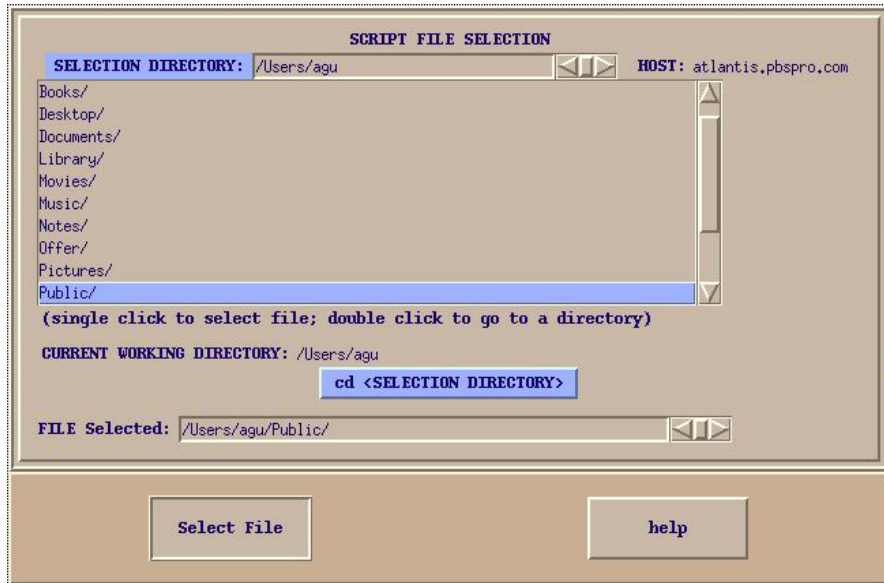 SCRIPT FILE SELECTION
SELECTION DIRECTORY: /Users/agu HOST: atlantis.pbspro.com
Books/
Desktop/
Documents/
Library/
Movies/
Music/
Notes/
Offer/
Pictures/
Public/
(single click to select file; double click to go to a directory)
CURRENT WORKING DIRECTORY: /Users/agu
cd <SELECTION DIRECTORY>
FILE Selected: /Users/agu/Public/
Select File help